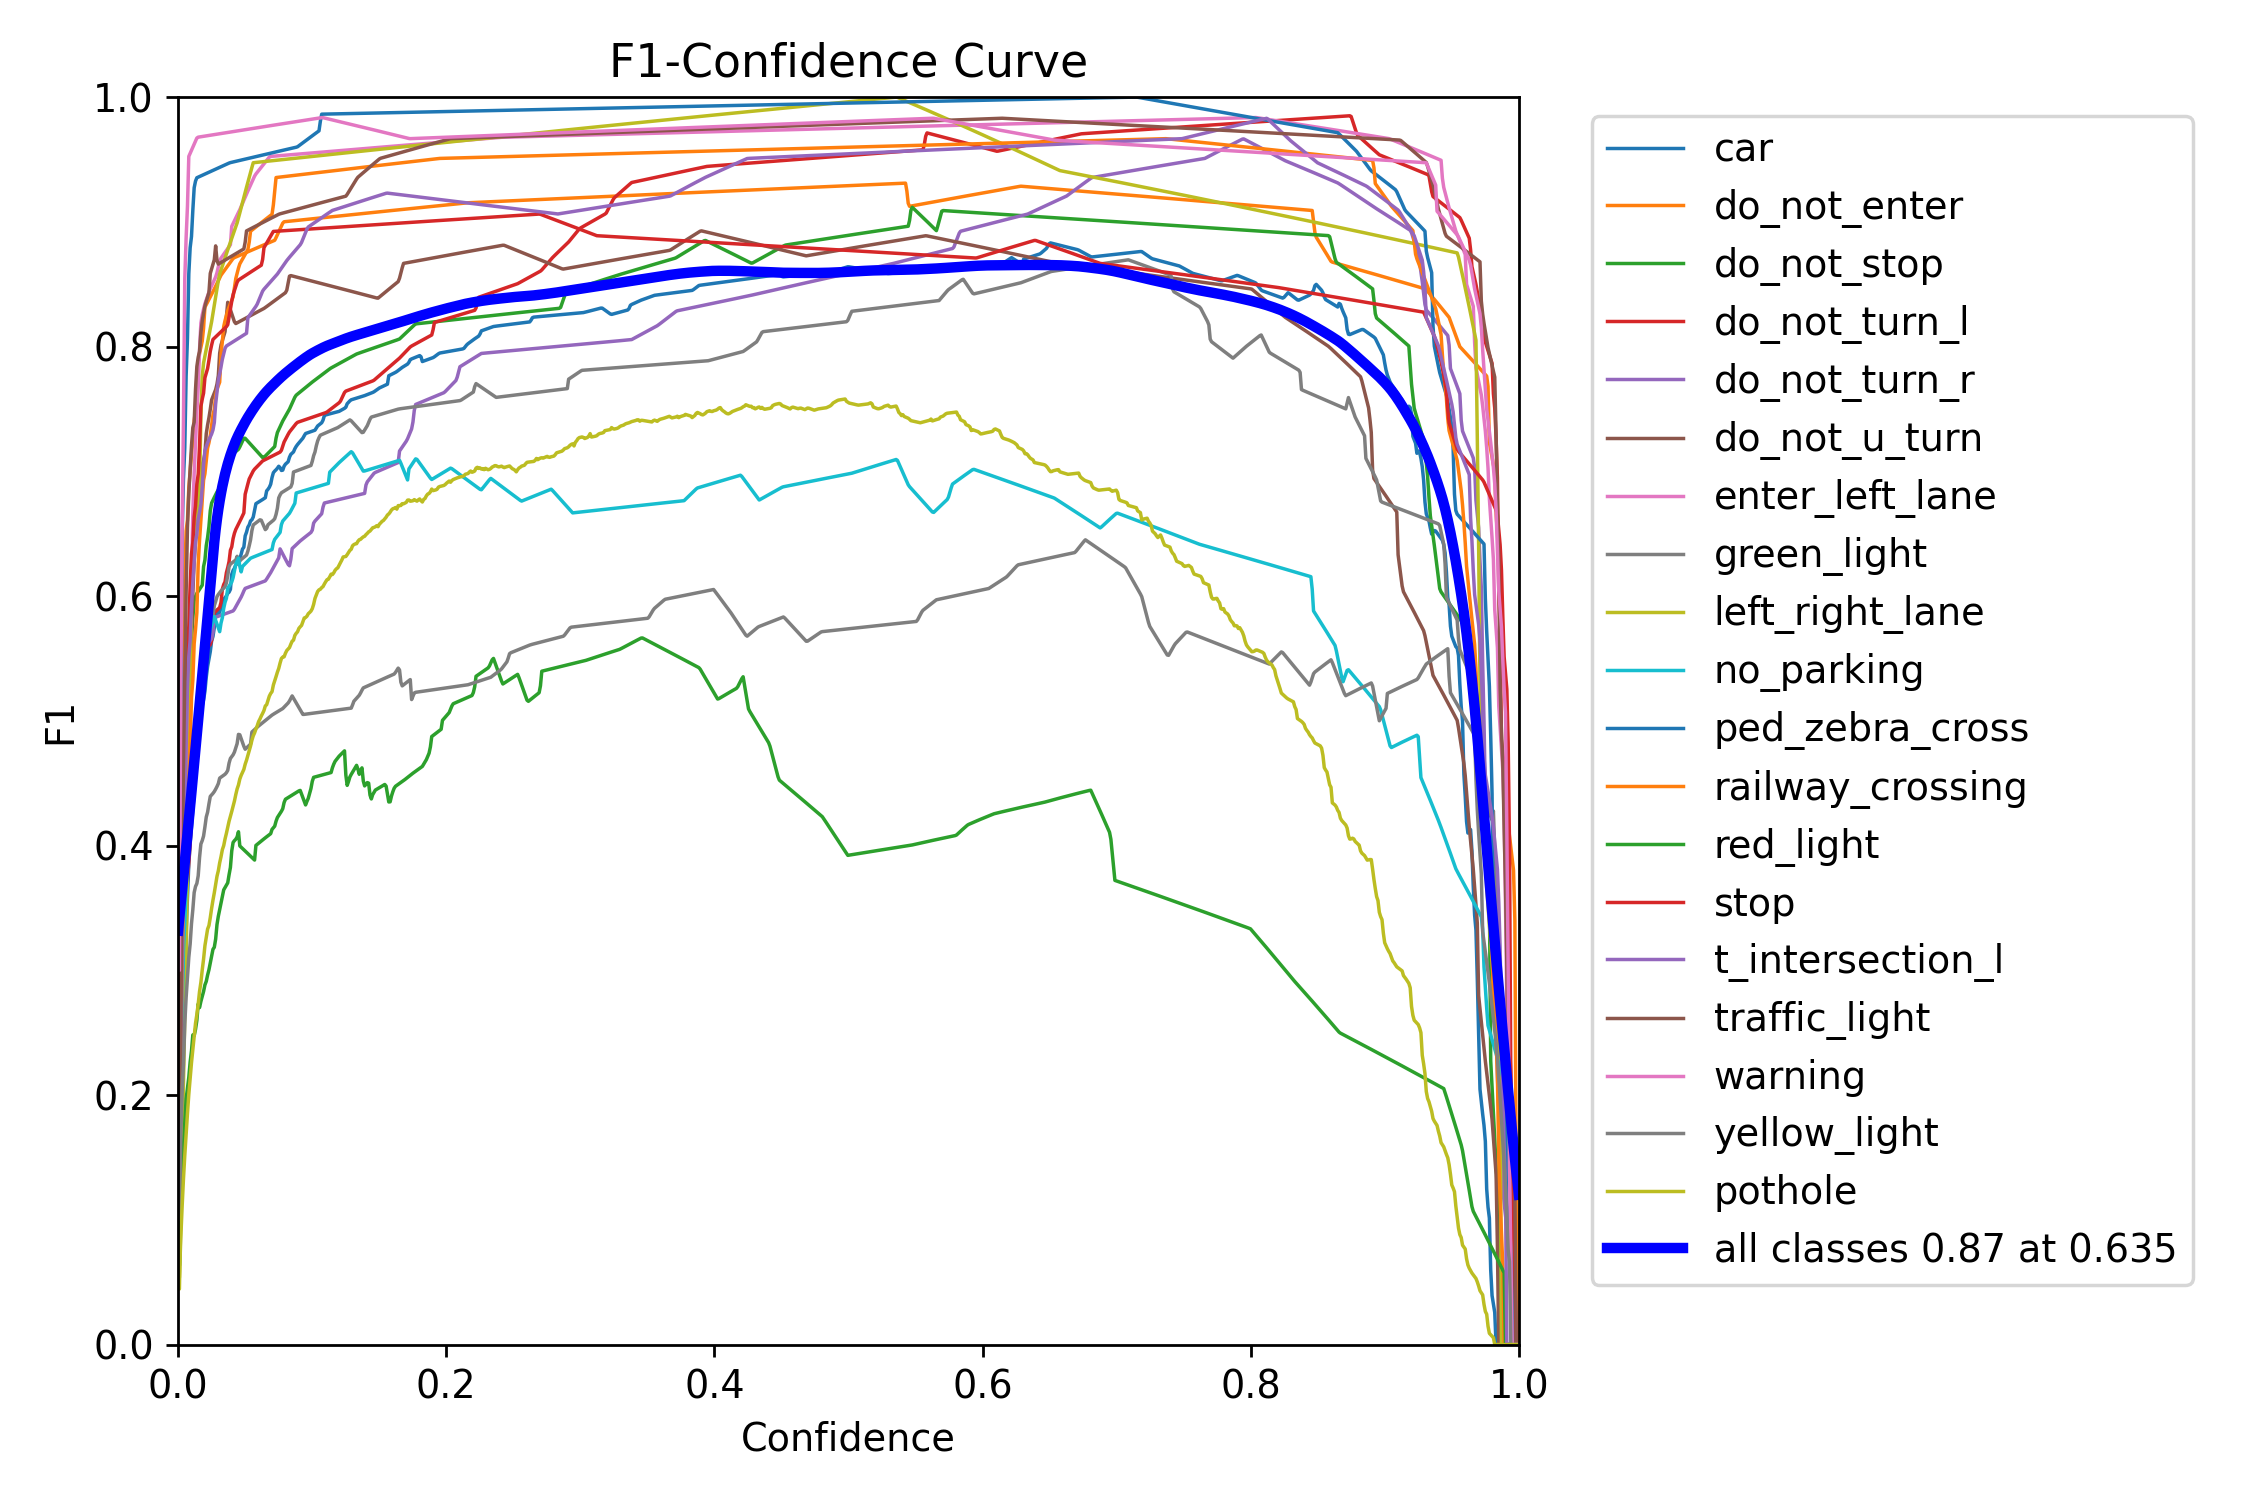 F1-Confidence Curve
1.0
0.8
0.6
0.4
0.2
0.0
F1
0.0 0.2 0.4 0.6 0.8 1.0
Confidence
car
do_not_enter
do_not_stop
do_not_turn_l
do_not_turn_r
do_not_u_turn
enter_left_lane
green_light
left_right_lane
no_parking
ped_zebra_cross
railway_crossing
red_light
stop
t_intersection_l
traffic_light
warning
yellow_light
pothole
all classes 0.87 at 0.635